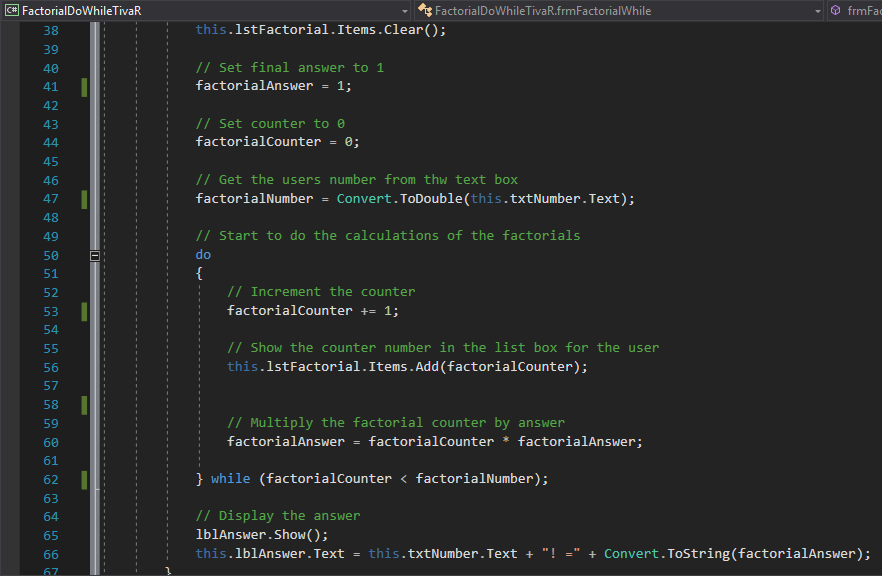 C# FactorialDoWhileTivaR FactorialDoWhileTivaR.frmFactorialWhile frmFac
38 this.lstFactorial.Items.Clear();
39
40 // Set final answer to 1
41 factorialAnswer = 1;
42
43 // Set counter to 0
44 factorialCounter = 0;
45
46 // Get the users number from thw text box
47 factorialNumber = Convert.ToDouble(this.txtNumber.Text);
48
49 // Start to do the calculations of the factorials
50 do
51 {
52 // Increment the counter
53 factorialCounter += 1;
54
55 // Show the counter number in the list box for the user
56 this.lstFactorial.Items.Add(factorialCounter);
57
58
59 // Multiply the factorial counter by answer
60 factorialAnswer = factorialCounter * factorialAnswer;
61
62 } while (factorialCounter < factorialNumber);
63
64 // Display the answer
65 lblAnswer.Show();
66 this.lblAnswer.Text = this.txtNumber.Text + "! =" + Convert.ToString(factorialAnswer);
67 }